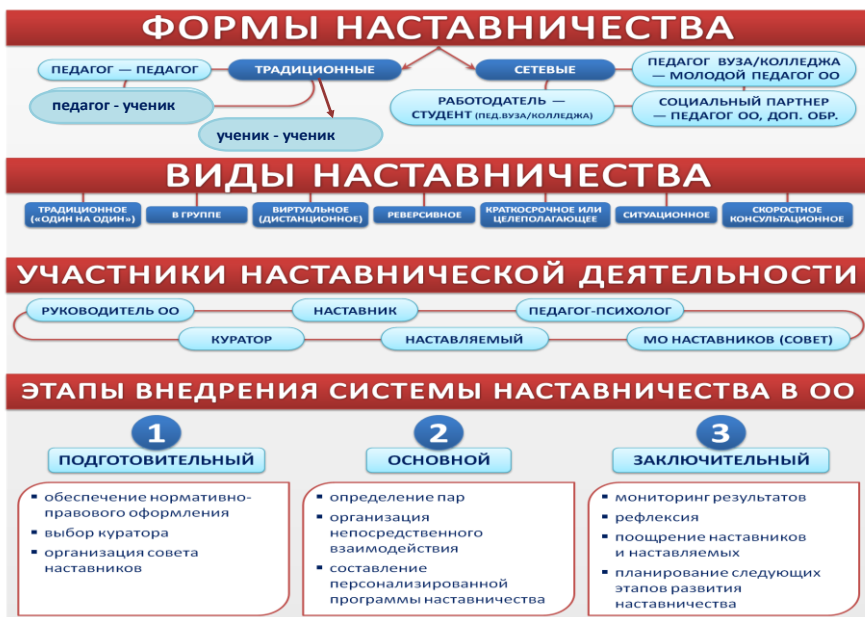 ФОРМЫ НАСТАВНИЧЕСТВА
ПЕДАГОГ — ПЕДАГОГ
ТРАДИЦИОННЫЕ
СЕТЕВЫЕ
ПЕДАГОГ ВУЗА/КОЛЛЕДЖА
— МОЛОДОЙ ПЕДАГОГ ОО
педагог - ученик
РАБОТОДАТЕЛЬ —
СТУДЕНТ (ПЕД.ВУЗА/КОЛЛЕДЖА)
СОЦИАЛЬНЫЙ ПАРТНЕР
— ПЕДАГОГ ОО, ДОП. ОБР.
ученик - ученик
ВИДЫ НАСТАВНИЧЕСТВА
ТРАДИЦИОННОЕ
(«ОДИН НА ОДИН»)
В ГРУППЕ
ВИРТУАЛЬНОЕ
(ДИСТАНЦИОННОЕ)
РЕВЕРСИВНОЕ
КРАТКОСРОЧНОЕ ИЛИ
ЦЕЛЕПОЛАГАЮЩЕЕ
СИТУАЦИОННОЕ
СКОРОСТНОЕ
КОНСУЛЬТАЦИОННОЕ
УЧАСТНИКИ НАСТАВНИЧЕСКОЙ ДЕЯТЕЛЬНОСТИ
РУКОВОДИТЕЛЬ ОО
НАСТАВНИК
ПЕДАГОГ-ПСИХОЛОГ
КУРАТОР
НАСТАВЛЯЕМЫЙ
МО НАСТАВНИКОВ (СОВЕТ)
ЭТАПЫ ВНЕДРЕНИЯ СИСТЕМЫ НАСТАВНИЧЕСТВА В ОО
1
ПОДГОТОВИТЕЛЬНЫЙ
▪ обеспечение нормативно-
правового оформления
▪ выбор куратора
▪ организация совета
наставников
2
ОСНОВНОЙ
▪ определение пар
▪ организация
непосредственного
взаимодействия
▪ составление
персонализированной
программы наставничества
3
ЗАКЛЮЧИТЕЛЬНЫЙ
▪ мониторинг результатов
▪ рефлексия
▪ поощрение наставников
и наставляемых
▪ планирование следующих
этапов развития
наставничества